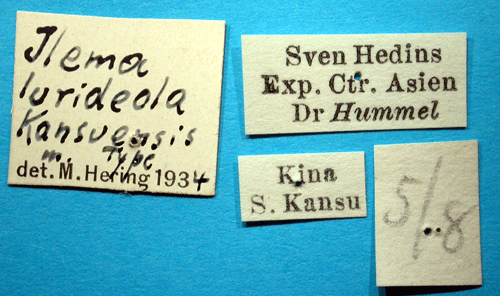 Ilema
lurideola
Kansuensis
m. Type
det. M. Hering 1934
Sven Hedins
Exp. Ctr. Asien
Dr Hummel
Kina
S. Kansu
5/8